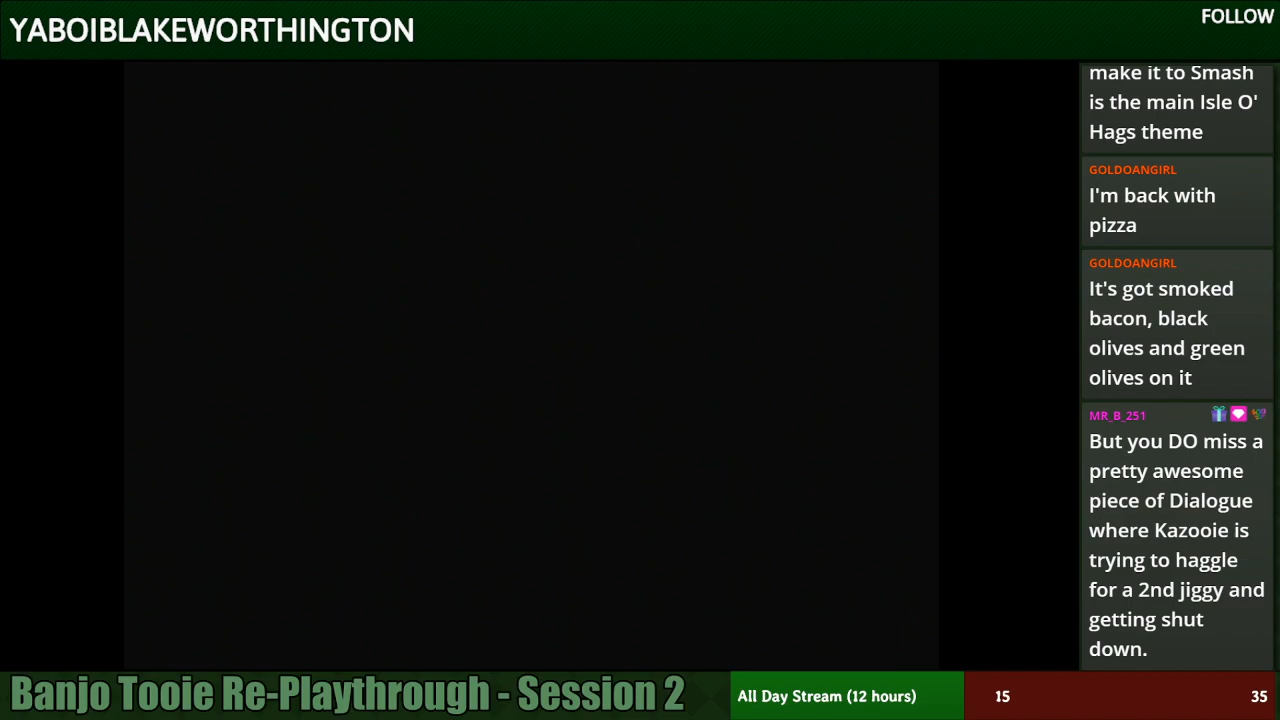 YABOIBLAKEWORTHINGTON
FOLLOW
make it to Smash
is the main Isle O'
Hags theme
GOLDOANGIRL
I'm back with
pizza
GOLDOANGIRL
It's got smoked
bacon, black
olives and green
olives on it
MR_B_251
But you DO miss a
pretty awesome
piece of Dialogue
where Kazooie is
trying to haggle
for a 2nd jiggy and
getting shut
down.
Banjo Tooie Re-Playthrough - Session 2
All Day Stream (12 hours)
15
35